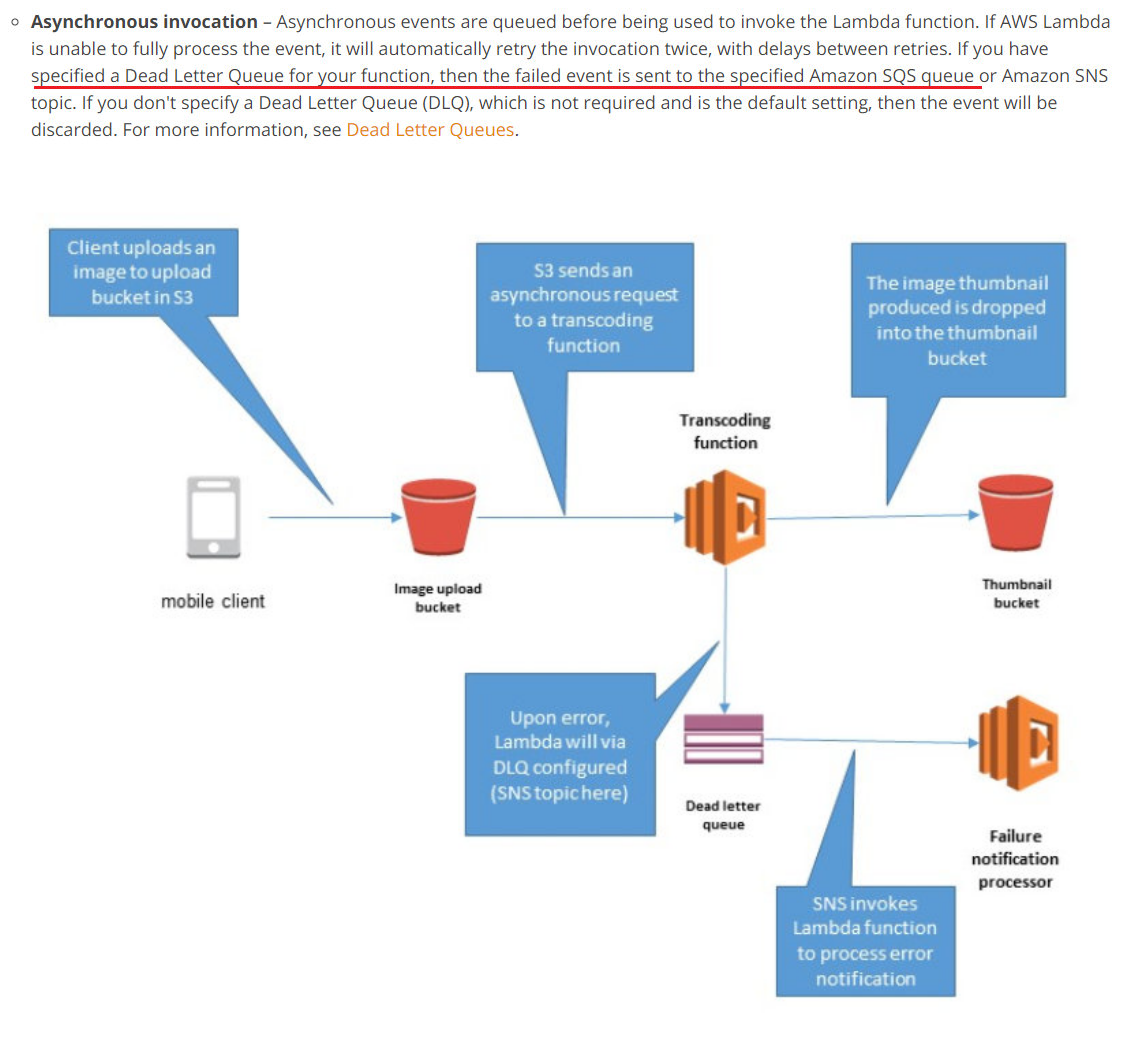 Asynchronous invocation – Asynchronous events are queued before being used to invoke the Lambda function. If AWS Lambda
is unable to fully process the event, it will automatically retry the invocation twice, with delays between retries. If you have
specified a Dead Letter Queue for your function, then the failed event is sent to the specified Amazon SQS queue or Amazon SNS
topic. If you don't specify a Dead Letter Queue (DLQ), which is not required and is the default setting, then the event will be
discarded. For more information, see Dead Letter Queues.
Client uploads an
image to upload
bucket in S3
S3 sends an
asynchronous request
to a transcoding
function
The image thumbnail
produced is dropped
into the thumbnail
bucket
Transcoding
function
mobile client
Image upload
bucket
Thumbnail
bucket
Upon error,
Lambda will via
DLQ configured
(SNS topic here)
Dead letter
queue
Failure
notification
processor
SNS invokes
Lambda function
to process error
notification